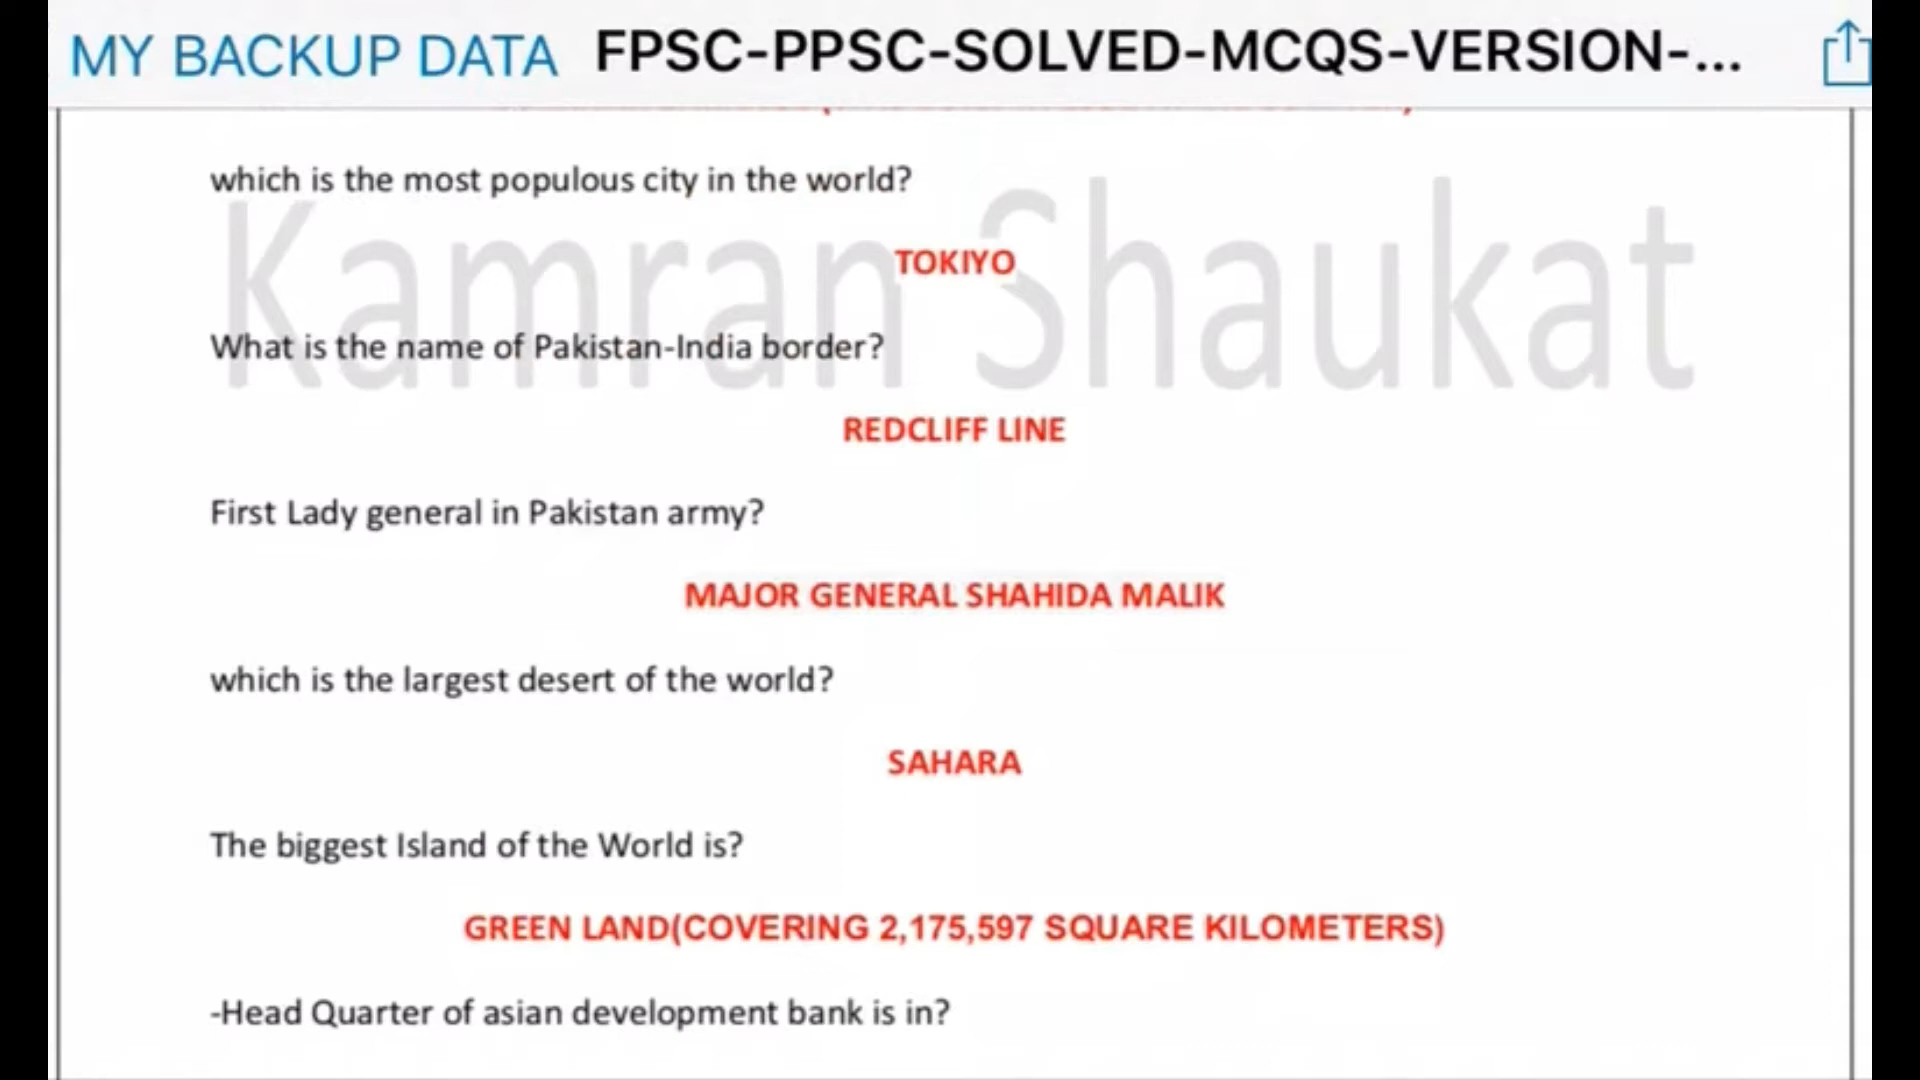 MY BACKUP DATA FPSC-PPSC-SOLVED-MCQS-VERSION-...
which is the most populous city in the world?
Kamran Shaukat
TOKIYO
What is the name of Pakistan-India border?
REDCLIFF LINE
First Lady general in Pakistan army?
MAJOR GENERAL SHAHIDA MALIK
which is the largest desert of the world?
SAHARA
The biggest Island of the World is?
GREEN LAND(COVERING 2,175,597 SQUARE KILOMETERS)
-Head Quarter of asian development bank is in?